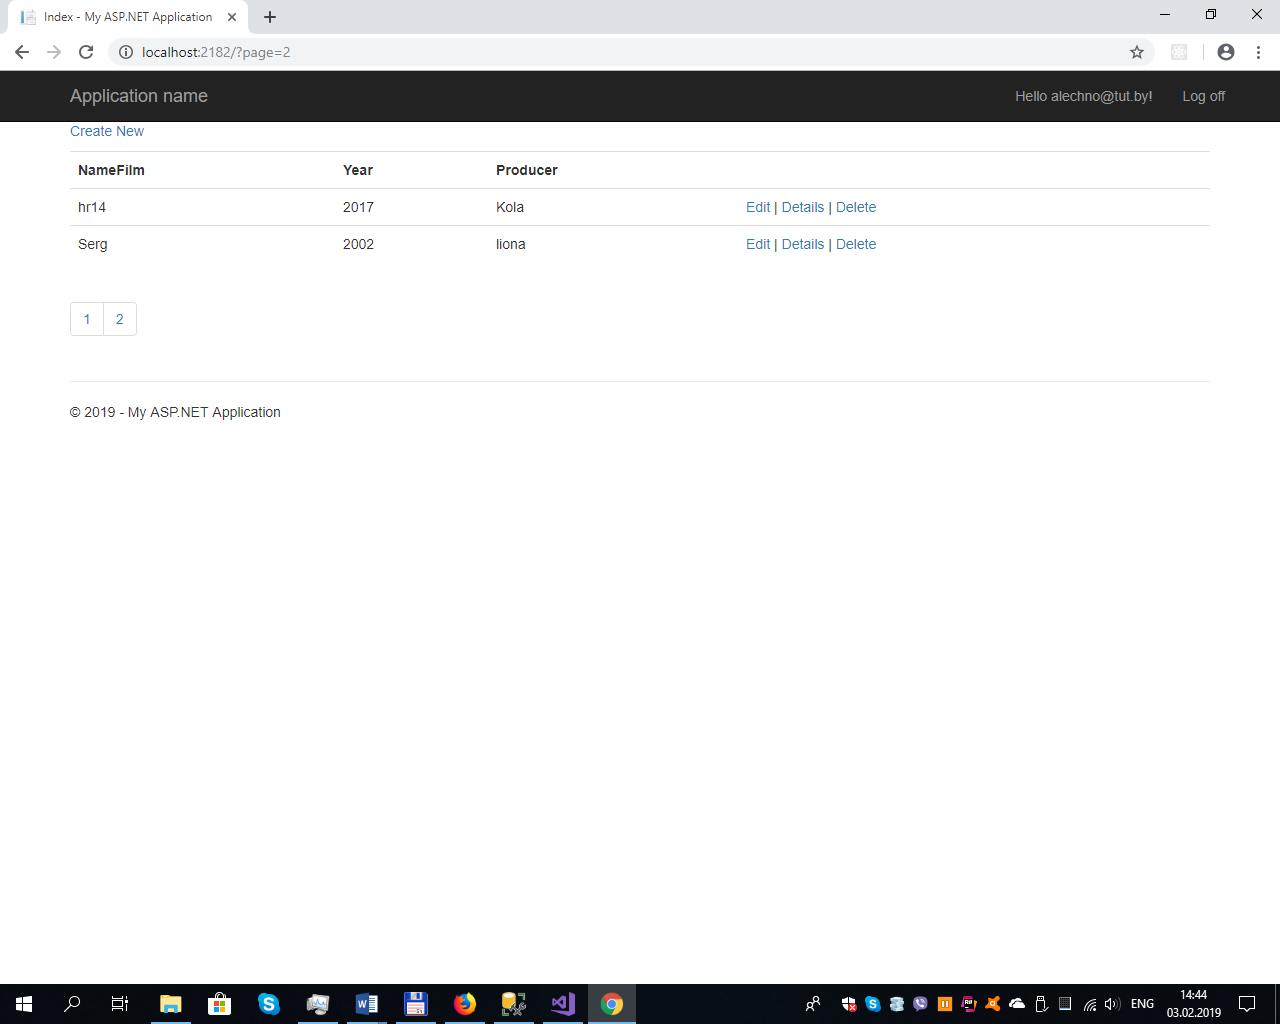 Index - My ASP.NET Application
localhost:2182/?page=2
Application name
Hello alechno@tut.by!
Log off
Create New
NameFilm Year Producer
hr14 2017 Kola Edit | Details | Delete
Serg 2002 liona Edit | Details | Delete
1 2
© 2019 - My ASP.NET Application
ENG
14:44
03.02.2019